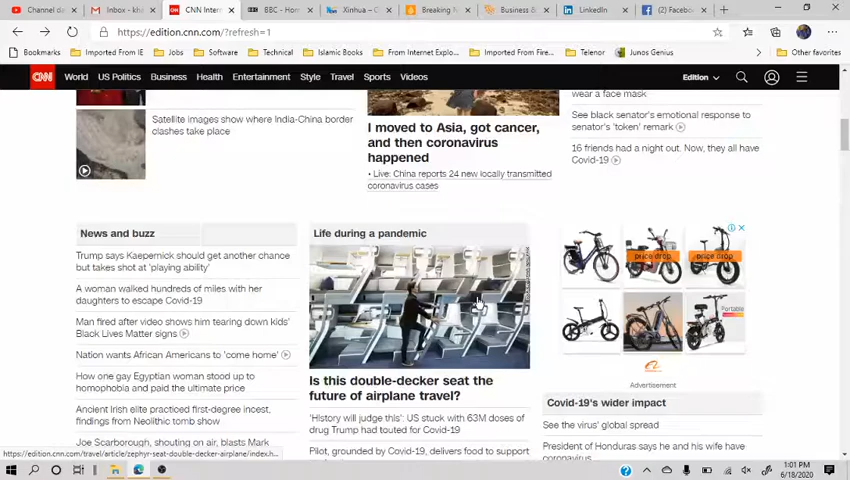 Channel da
Inbox - kh
CNN Intern
BBC - Hom
Xinhua – C
Breaking F
Business &
LinkedIn
(2) Facebo
https://edition.cnn.com/?refresh=1
Bookmarks
Imported From IE
Jobs
Software
Technical
Islamic Books
From Internet Explo...
Imported From Fire...
Telenor
Junos Genius
Other favorites
CNN
World
US Politics
Business
Health
Entertainment
Style
Travel
Sports
Videos
Edition
Satellite images show where India-China border
clashes take place
I moved to Asia, got cancer,
and then coronavirus
happened
• Live: China reports 24 new locally transmitted
coronavirus cases
wear a face mask
See black senator's emotional response to
senator's 'token' remark
16 friends had a night out. Now, they all have
Covid-19
News and buzz
Trump says Kaepernick should get another chance
but takes shot at 'playing ability'
A woman walked hundreds of miles with her
daughters to escape Covid-19
Man fired after video shows him tearing down kids'
Black Lives Matter signs
Nation wants African Americans to 'come home'
How one gay Egyptian woman stood up to
homophobia and paid the ultimate price
Ancient Irish elite practiced first-degree incest,
findings from Neolithic tomb show
Joe Scarborough, shouting on air, blasts Mark
Life during a pandemic
Is this double-decker seat the
future of airplane travel?
'History will judge this': US stuck with 63M doses of
drug Trump had touted for Covid-19
Pilot, grounded by Covid-19, delivers food to support
price drop
price drop
Portable
Advertisement
Covid-19's wider impact
See the virus' global spread
President of Honduras says he and his wife have
coronavirus
https://edition.cnn.com/travel/article/zephyr-seat-double-decker-airplane/index.h...
1:01 PM
6/18/2020